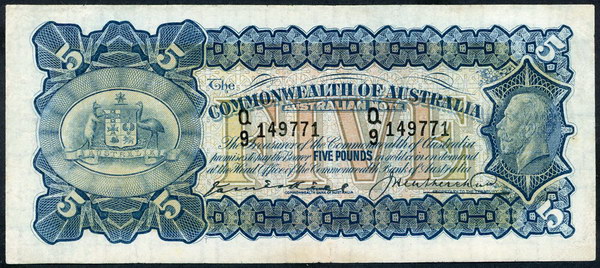 5 5
The
COMMONWEALTH OF AUSTRALIA
AUSTRALIAN NOTE
Q/9 149771 Q/9 149771
FIVE
The Treasurer of the Commonwealth of Australia
promises to pay the Bearer FIVE POUNDS in gold coin on demand
at the Head Office of the Commonwealth Bank of Australia
AUSTRALIA
5 5